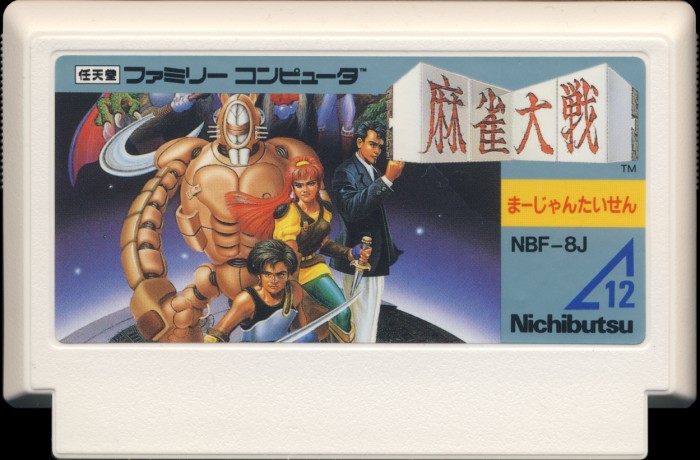 任天堂 ファミリー コンピュータ™
麻雀大戦
TM
まーじゃんたいせん
NBF-8J
12
Nichibutsu